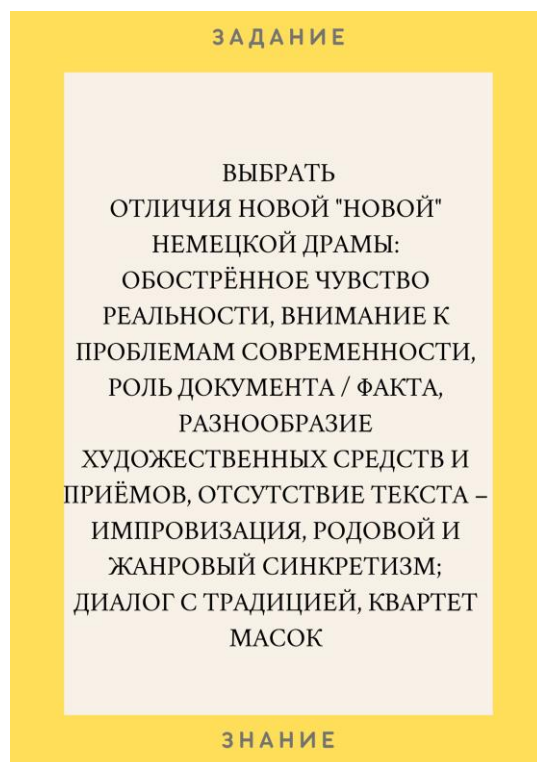 ЗАДАНИЕ
ВЫБРАТЬ
ОТЛИЧИЯ НОВОЙ "НОВОЙ"
НЕМЕЦКОЙ ДРАМЫ:
ОБОСТРЁННОЕ ЧУВСТВО
РЕАЛЬНОСТИ, ВНИМАНИЕ К
ПРОБЛЕМАМ СОВРЕМЕННОСТИ,
РОЛЬ ДОКУМЕНТА / ФАКТА,
РАЗНООБРАЗИЕ
ХУДОЖЕСТВЕННЫХ СРЕДСТВ И
ПРИЁМОВ, ОТСУТСТВИЕ ТЕКСТА –
ИМПРОВИЗАЦИЯ, РОДОВОЙ И
ЖАНРОВЫЙ СИНКРЕТИЗМ;
ДИАЛОГ С ТРАДИЦИЕЙ, КВАРТЕТ
МАСОК
ЗНАНИЕ